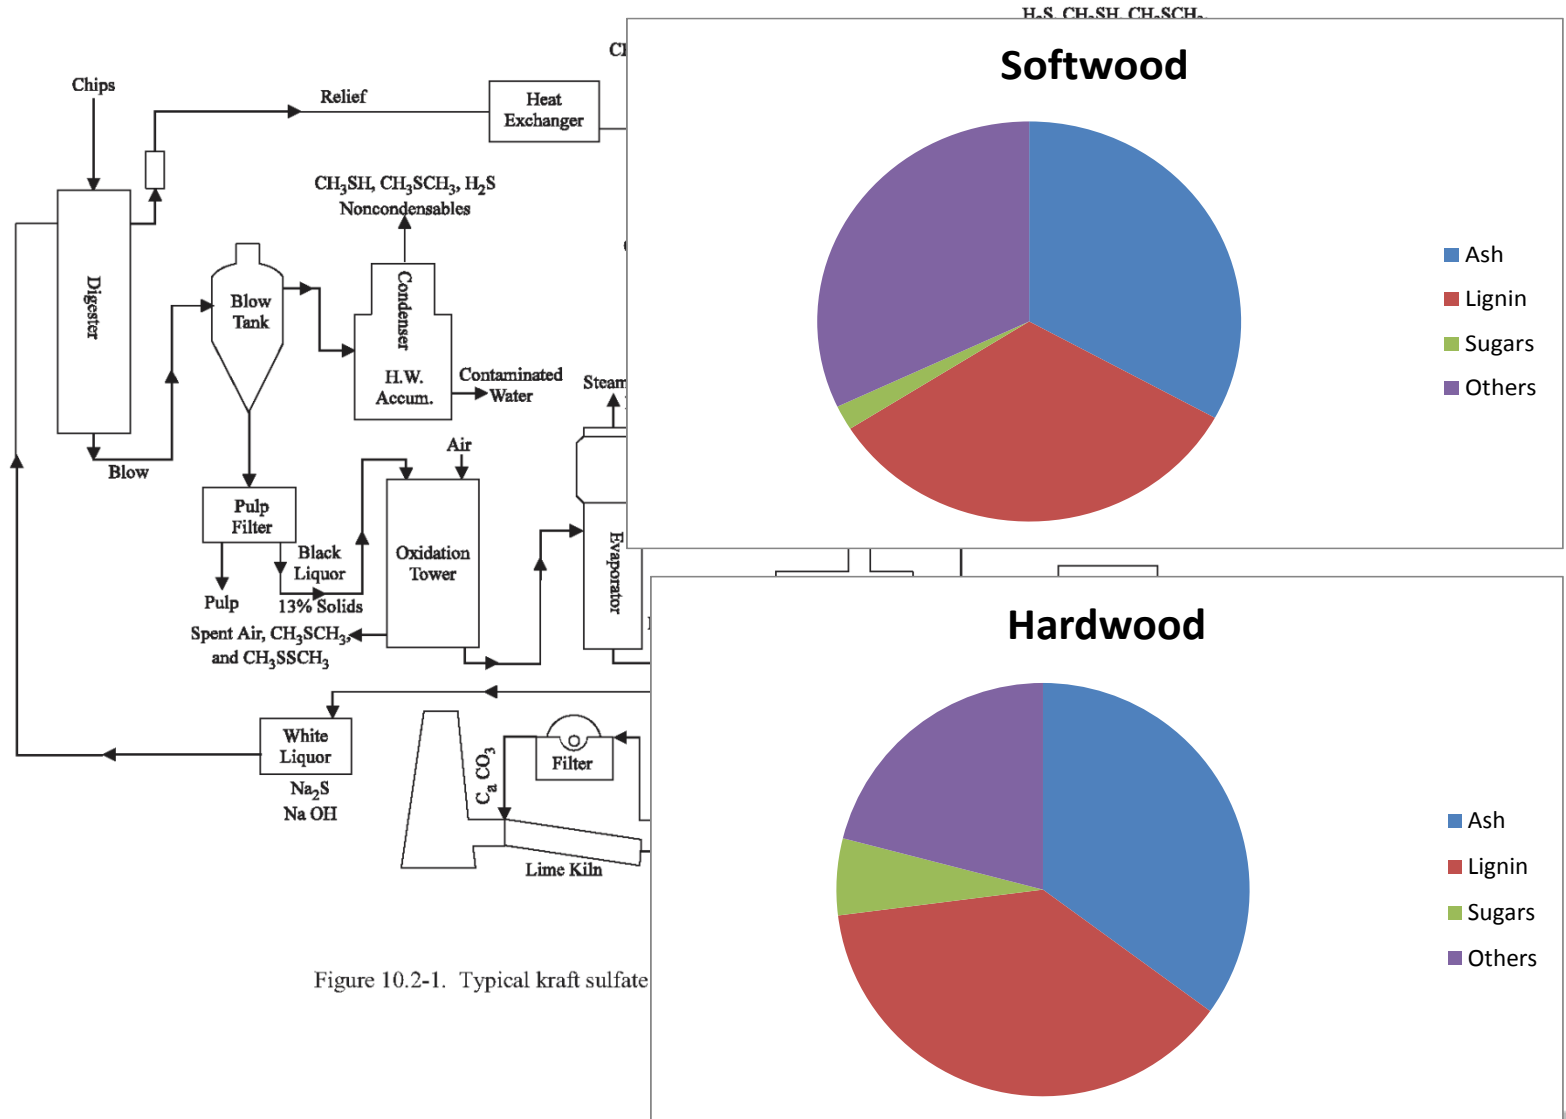 H₂S, CH₃SH, CH₃SCH₃,
Softwood
Ash
Lignin
Sugars
Others
Chips
Relief
Heat
Exchanger
CH₃SH, CH₃SCH₃, H₂S
Noncondensables
Digester
Blow
Tank
Condenser
H.W.
Accum.
Contaminated
Water
Steam
Blow
Air
Pulp
Filter
Black
Liquor
13% Solids
Pulp
Oxidation
Tower
Evaporator
Spent Air, CH₃SCH₃,
and CH₃SSCH₃
White
Liquor
Na₂S
Na OH
Cₐ CO₃
Filter
Lime Kiln
Hardwood
Ash
Lignin
Sugars
Others
Figure 10.2-1. Typical kraft sulfate